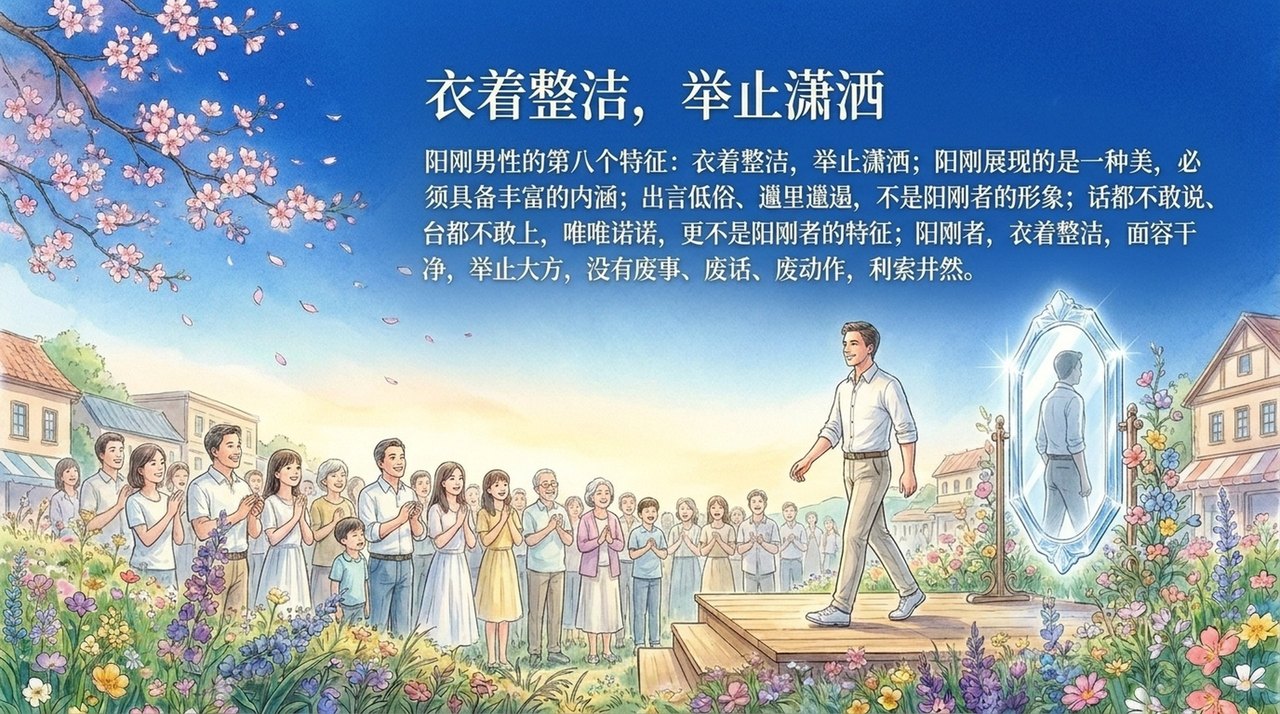 衣着整洁，举止潇洒
阳刚男性的第八个特征：衣着整洁，举止潇洒；阳刚展现的是一种美，必
须具备丰富的内涵；出言低俗、邋里邋遢，不是阳刚者的形象；话都不敢说、
台都不敢上，唯唯诺诺，更不是阳刚者的特征；阳刚者，衣着整洁，面容干
净，举止大方，没有废事、废话、废动作，利索井然。